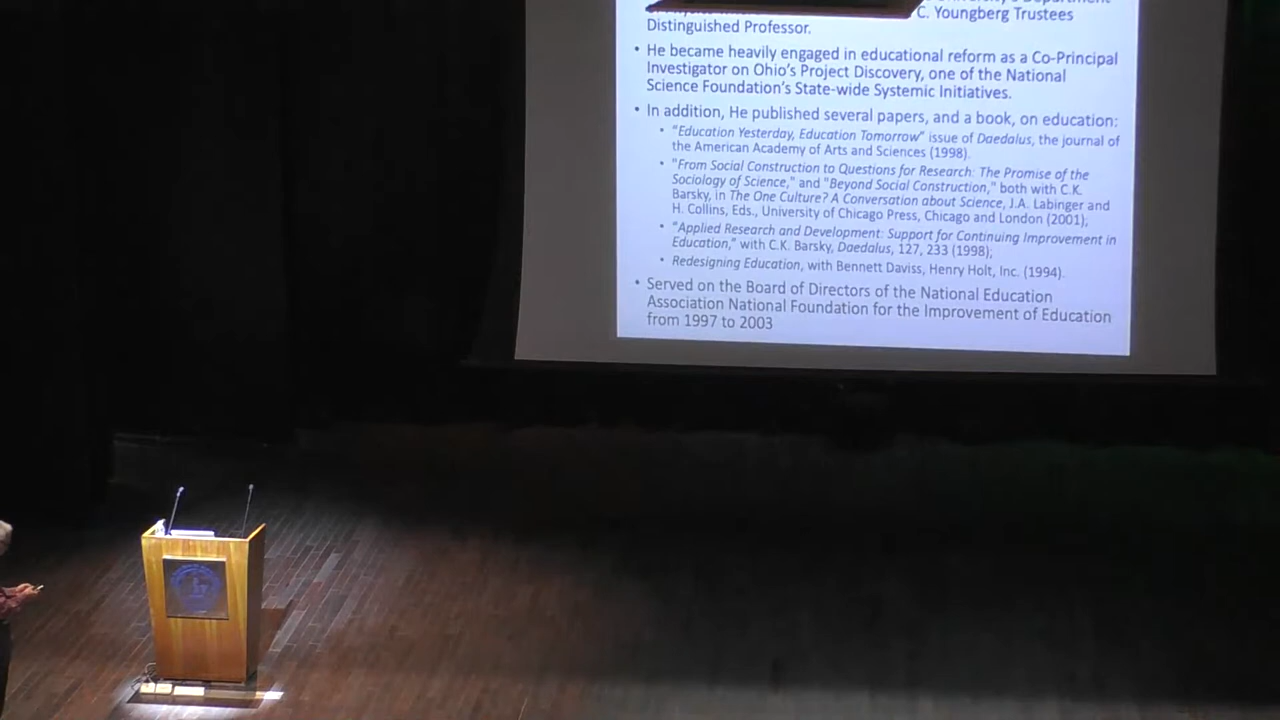 C. Youngberg Trustees
Distinguished Professor.
• He became heavily engaged in educational reform as a Co-Principal
Investigator on Ohio's Project Discovery, one of the National
Science Foundation's State-wide Systemic Initiatives.
• In addition, He published several papers, and a book, on education:
• "Education Yesterday, Education Tomorrow" issue of Daedalus, the journal of
the American Academy of Arts and Sciences (1998).
• "From Social Construction to Questions for Research: The Promise of the
Sociology of Science," and "Beyond Social Construction," both with C.K.
Barsky, in The One Culture? A Conversation about Science, J.A. Labinger and
H. Collins, Eds., University of Chicago Press, Chicago and London (2001);
• "Applied Research and Development: Support for Continuing Improvement in
Education," with C.K. Barsky, Daedalus, 127, 233 (1998);
• Redesigning Education, with Bennett Daviss, Henry Holt, Inc. (1994).
• Served on the Board of Directors of the National Education
Association National Foundation for the Improvement of Education
from 1997 to 2003